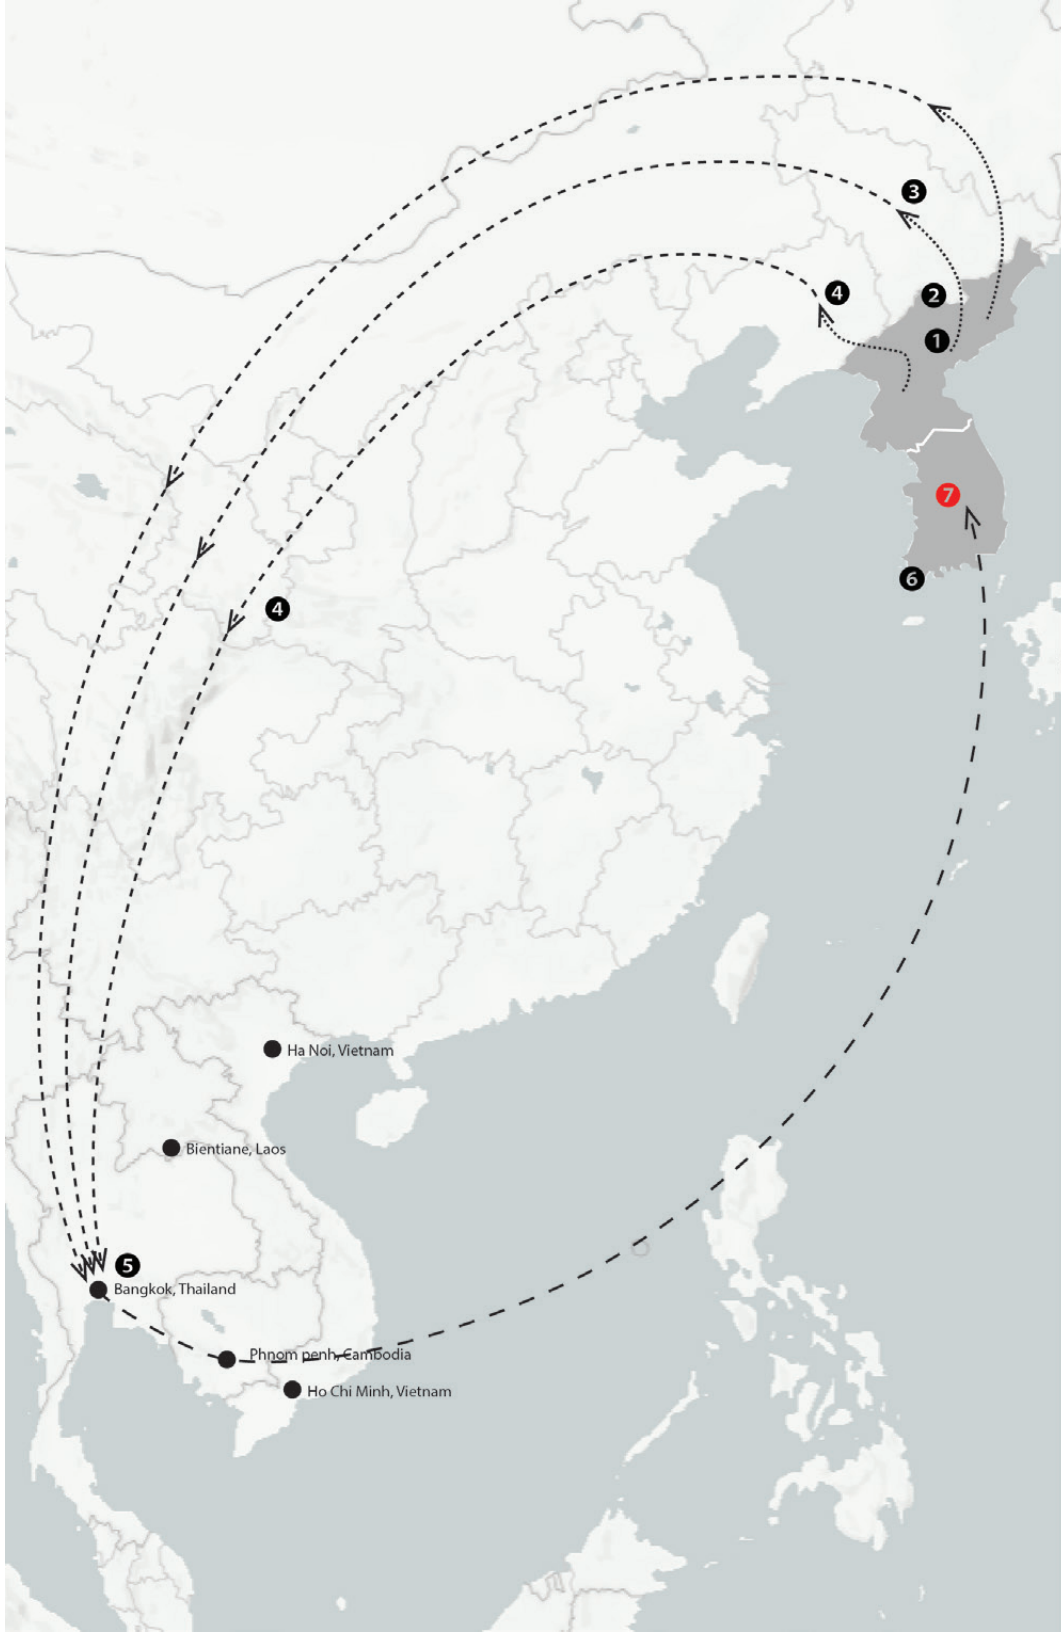 3
4
2
1
7
6
4
Ha Noi, Vietnam
Bientiane, Laos
5
Bangkok, Thailand
Phnom penh, Cambodia
Ho Chi Minh, Vietnam